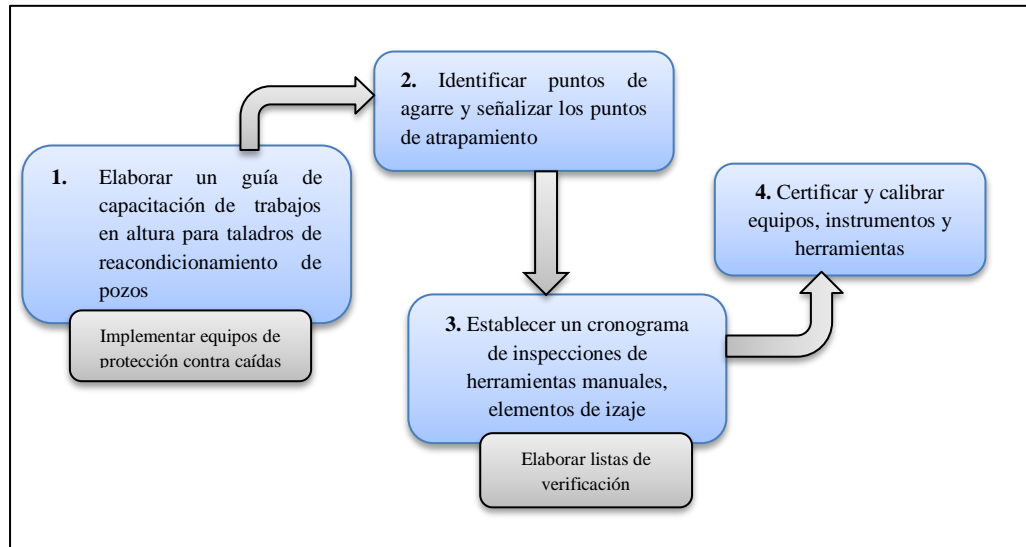 1. Elaborar un guía de
capacitación de trabajos
en altura para taladros de
reacondicionamiento de
pozos
Implementar equipos de
protección contra caídas
2. Identificar puntos de
agarre y señalizar los puntos
de atrapamiento
3. Establecer un cronograma
de inspecciones de
herramientas manuales,
elementos de izaje
Elaborar listas de
verificación
4. Certificar y calibrar
equipos, instrumentos y
herramientas